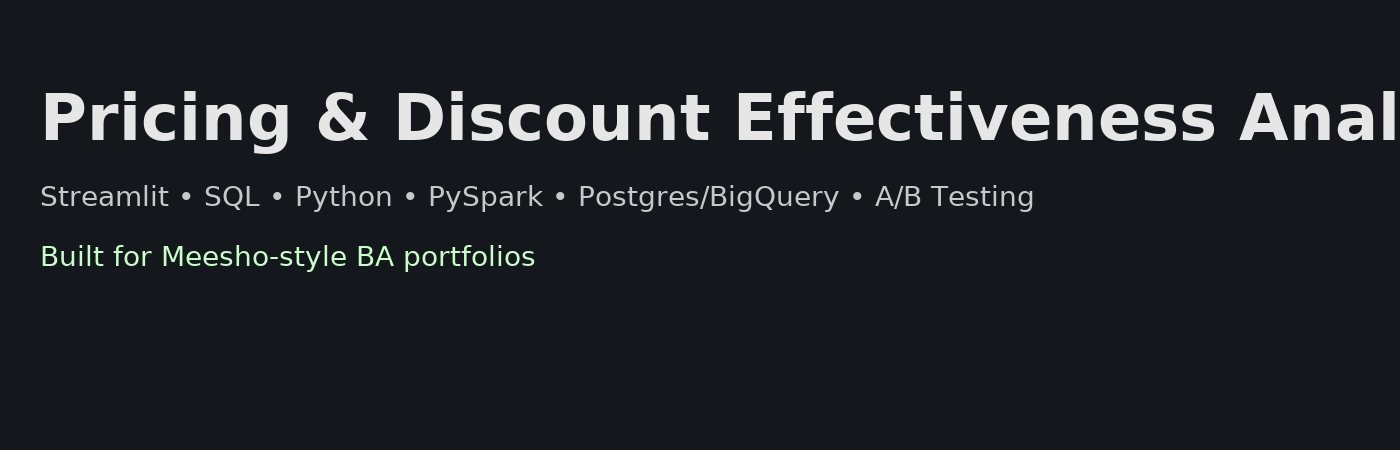 Pricing & Discount Effectiveness Anal
Streamlit • SQL • Python • PySpark • Postgres/BigQuery • A/B Testing
Built for Meesho-style BA portfolios